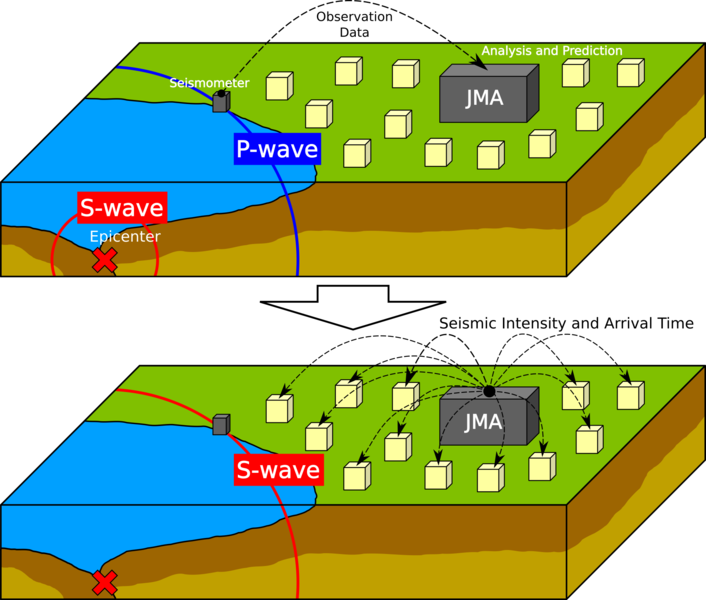 Observation
Data
Analysis and Prediction
Seismometer
JMA
P-wave
S-wave
Epicenter
Seismic Intensity and Arrival Time
JMA
S-wave